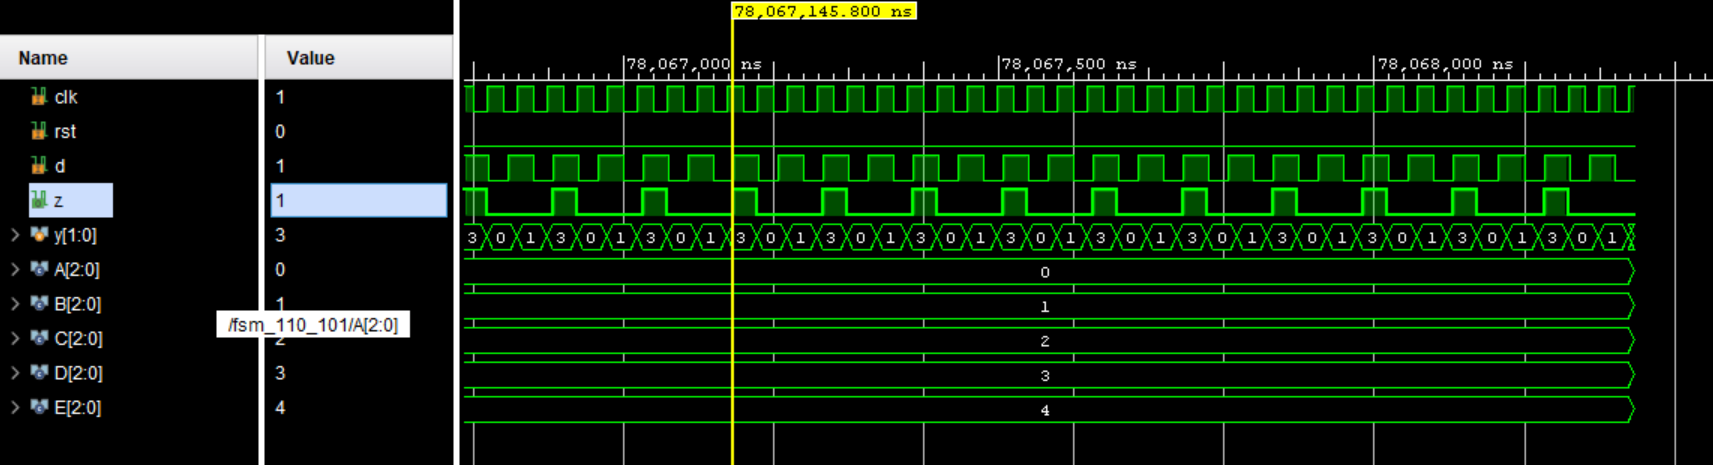 78,067,145.800 ns
Name Value 78,067,000 ns 78,067,500 ns 78,068,000 ns
clk 1
rst 0
d 1
z 1
y[1:0] 3 3 0 1 3 0 1 3 0 1 3 0 1 3 0 1 3 0 1 3 0 1 3 0 1 3 0 1 3 0 1 3 0 1 3 0 1 3 0 1
A[2:0] 0 0
B[2:0] 1 1
/fsm_110_101/A[2:0]
C[2:0] 2 2
D[2:0] 3 3
E[2:0] 4 4